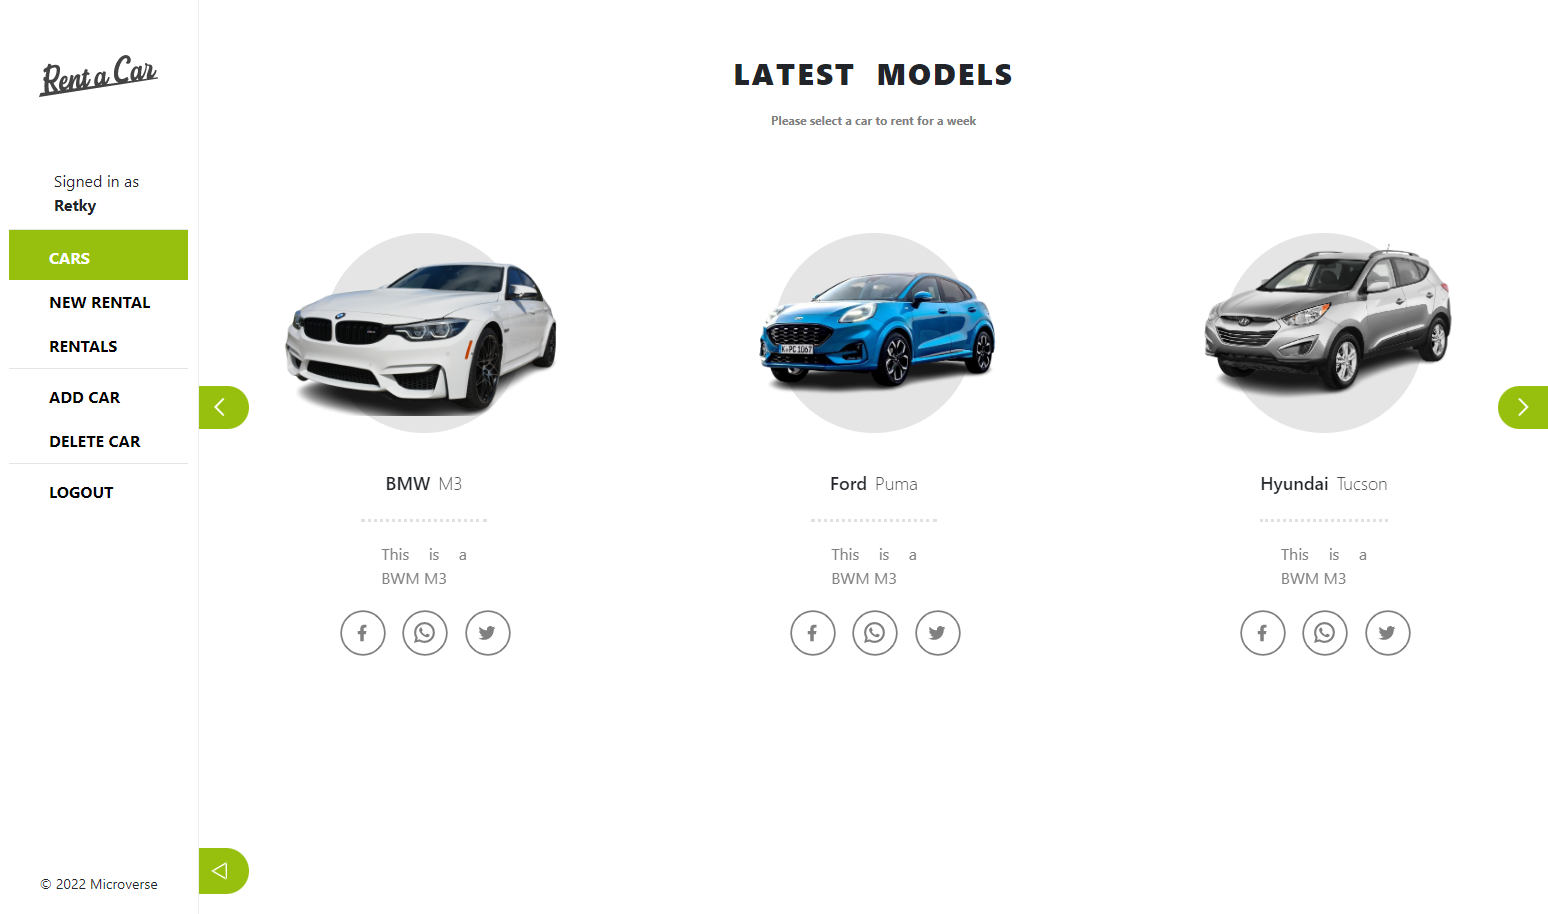 Rent a Car
Signed in as
Retky
CARS
NEW RENTAL
RENTALS
ADD CAR
DELETE CAR
LOGOUT
© 2022 Microverse
LATEST MODELS
Please select a car to rent for a week
BMW M3
This is a
BWM M3
K·PC 1067
Ford Puma
This is a
BWM M3
Hyundai Tucson
This is a
BWM M3